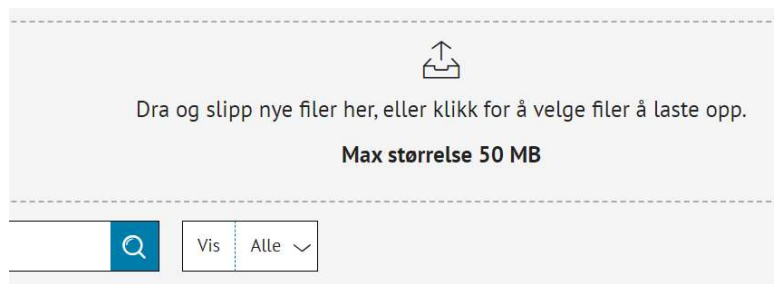 Dra og slipp nye filer her, eller klikk for å velge filer å laste opp.
Max størrelse 50 MB
Vis Alle